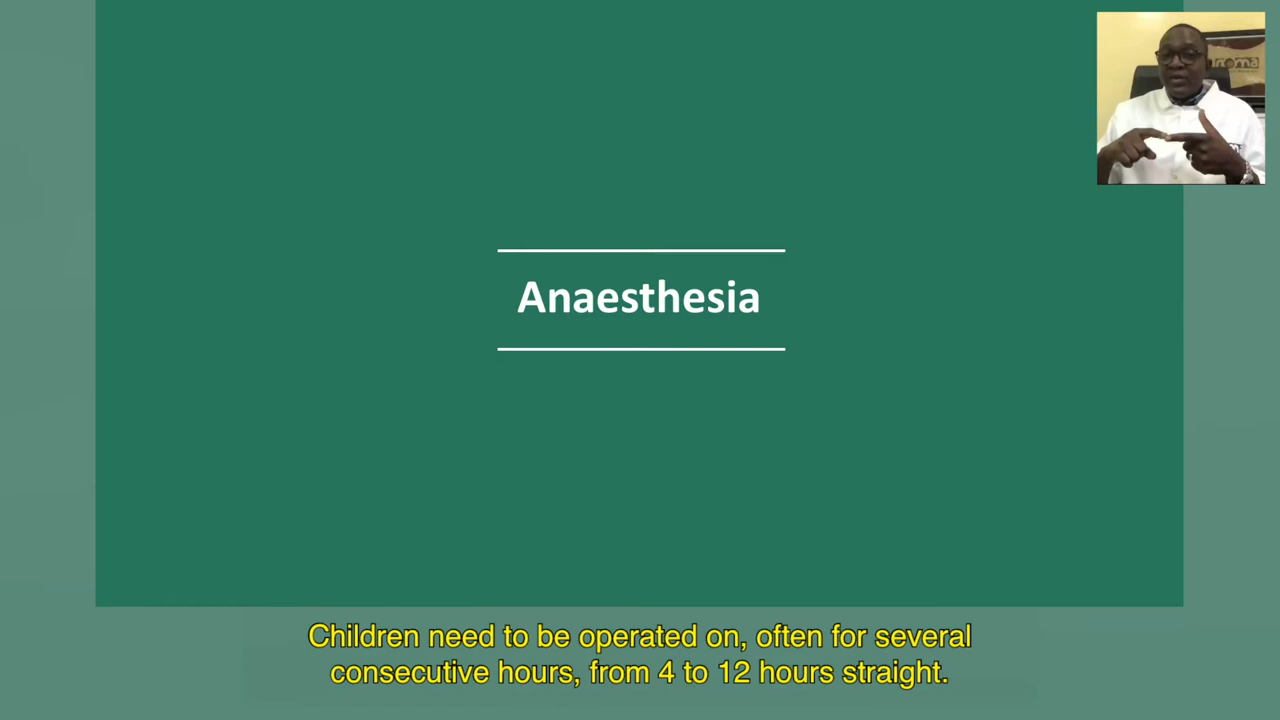 Anaesthesia
Children need to be operated on, often for several
consecutive hours, from 4 to 12 hours straight.